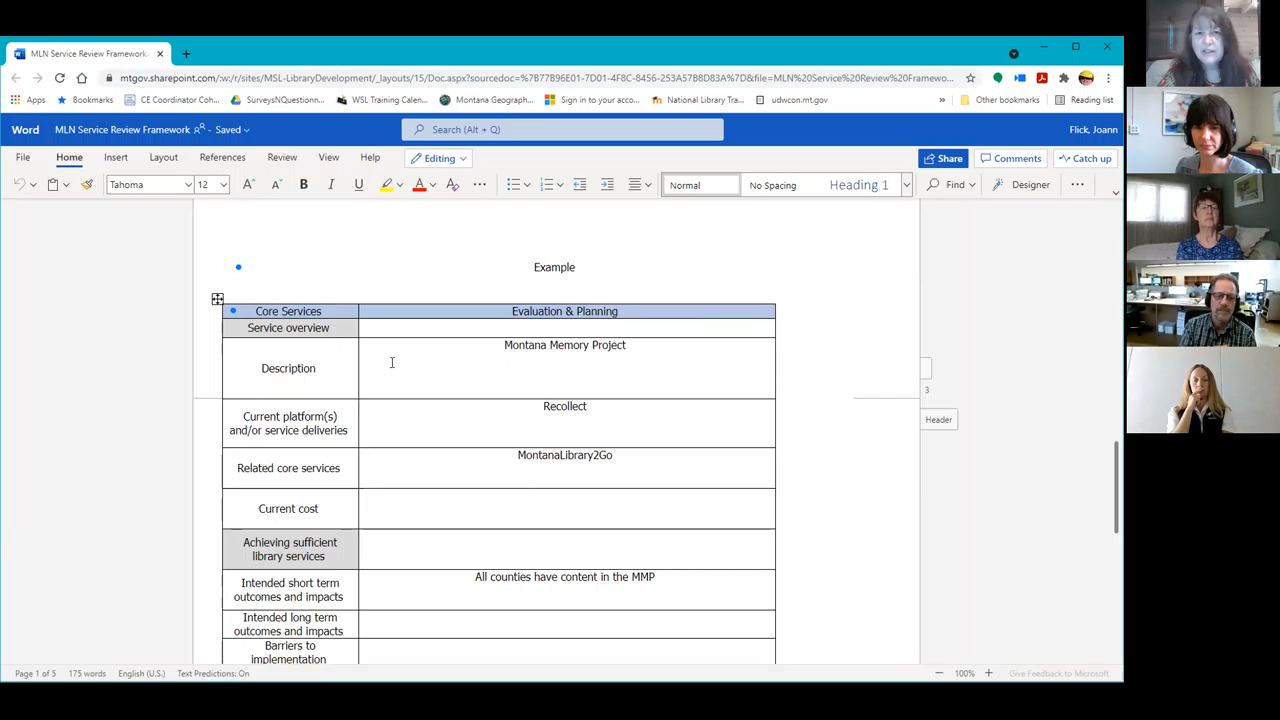 MLN Service Review Framework
mtgov.sharepoint.com/:w:/r/sites/MSL-LibraryDevelopment/_layouts/15/Doc.aspx?sourcedoc=%7B77B96E01-7D01-4F8C-8456-253A57B8D83A%7D&file=MLN%20Service%20Review%20Framewo...
Apps Bookmarks CE Coordinator Coh... SurveysNQuestionn... WSL Training Calen... Montana Geograph... Sign in to your acco... National Library Tra... udwcon.mt.gov » Other bookmarks Reading list
Word MLN Service Review Framework - Saved Search (Alt + Q) Flick, Joann
File Home Insert Layout References Review View Help Editing Share Comments Catch up
Tahoma 12 B I U A Normal No Spacing Heading 1 Find Designer
Example
Core Services Evaluation & Planning
Service overview
Description Montana Memory Project
Current platform(s)
and/or service deliveries Recollect
Related core services MontanaLibrary2Go
Current cost
Achieving sufficient
library services
Intended short term
outcomes and impacts All counties have content in the MMP
Intended long term
outcomes and impacts
Barriers to
implementation
3
Header
Page 1 of 5 175 words English (U.S.) Text Predictions: On 100% Give Feedback to Microsoft